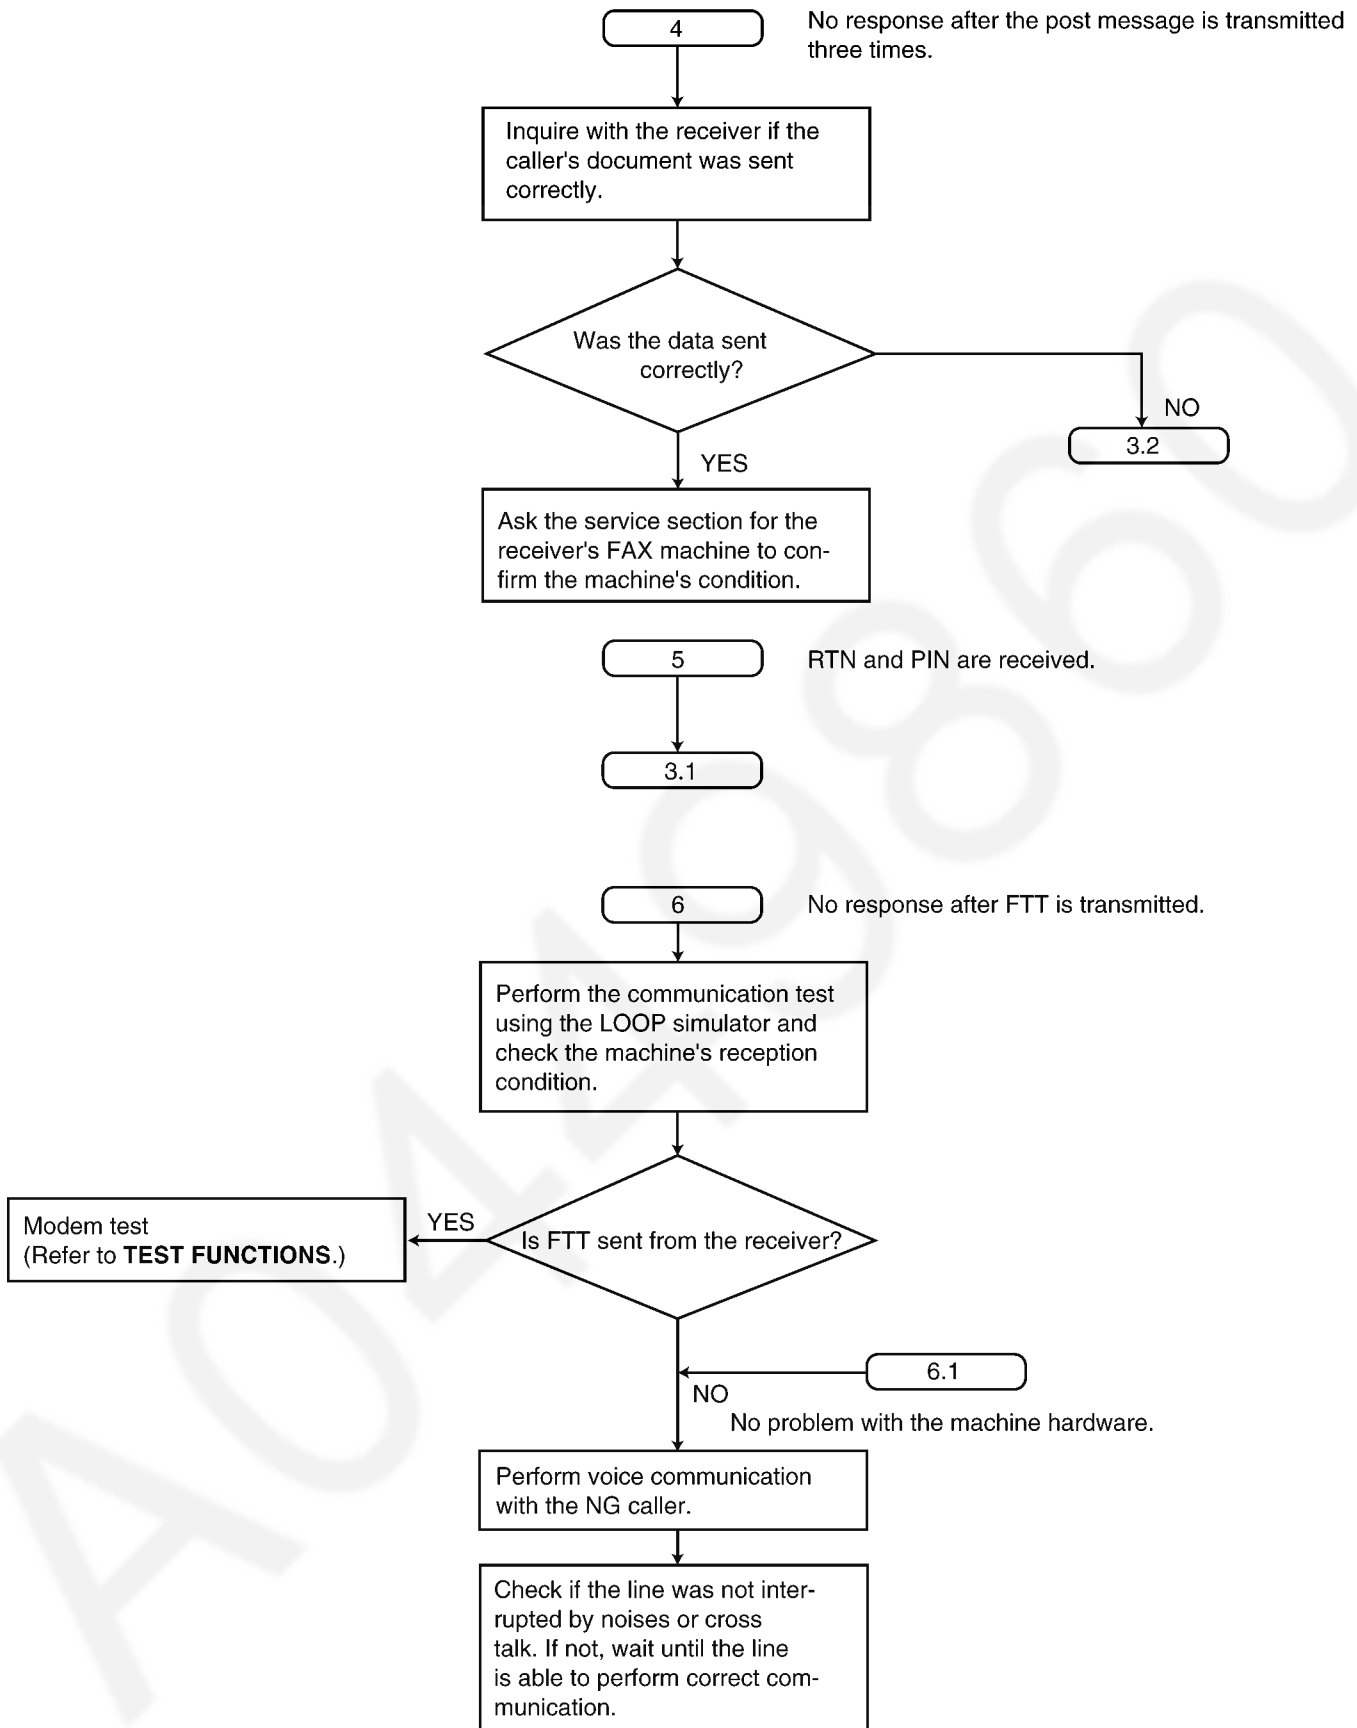 4
No response after the post message is transmitted
three times.
Inquire with the receiver if the
caller's document was sent
correctly.
Was the data sent
correctly?
NO
3.2
YES
Ask the service section for the
receiver's FAX machine to con-
firm the machine's condition.
5
RTN and PIN are received.
3.1
6
No response after FTT is transmitted.
Perform the communication test
using the LOOP simulator and
check the machine's reception
condition.
Modem test
(Refer to TEST FUNCTIONS.)
YES
Is FTT sent from the receiver?
6.1
NO
No problem with the machine hardware.
Perform voice communication
with the NG caller.
Check if the line was not inter-
rupted by noises or cross
talk. If not, wait until the line
is able to perform correct com-
munication.
A0449860